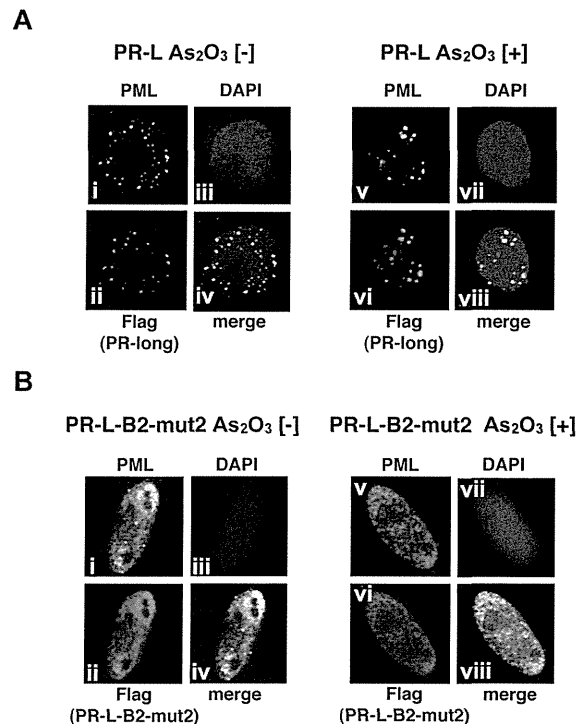 A
PR-L As₂O₃ [-] PR-L As₂O₃ [+]
PML DAPI PML DAPI
i iii v vii
ii iv vi viii
Flag merge Flag merge
(PR-long) (PR-long)
B
PR-L-B2-mut2 As₂O₃ [-] PR-L-B2-mut2 As₂O₃ [+]
PML DAPI PML DAPI
i iii v vii
ii iv vi viii
Flag merge Flag merge
(PR-L-B2-mut2) (PR-L-B2-mut2)